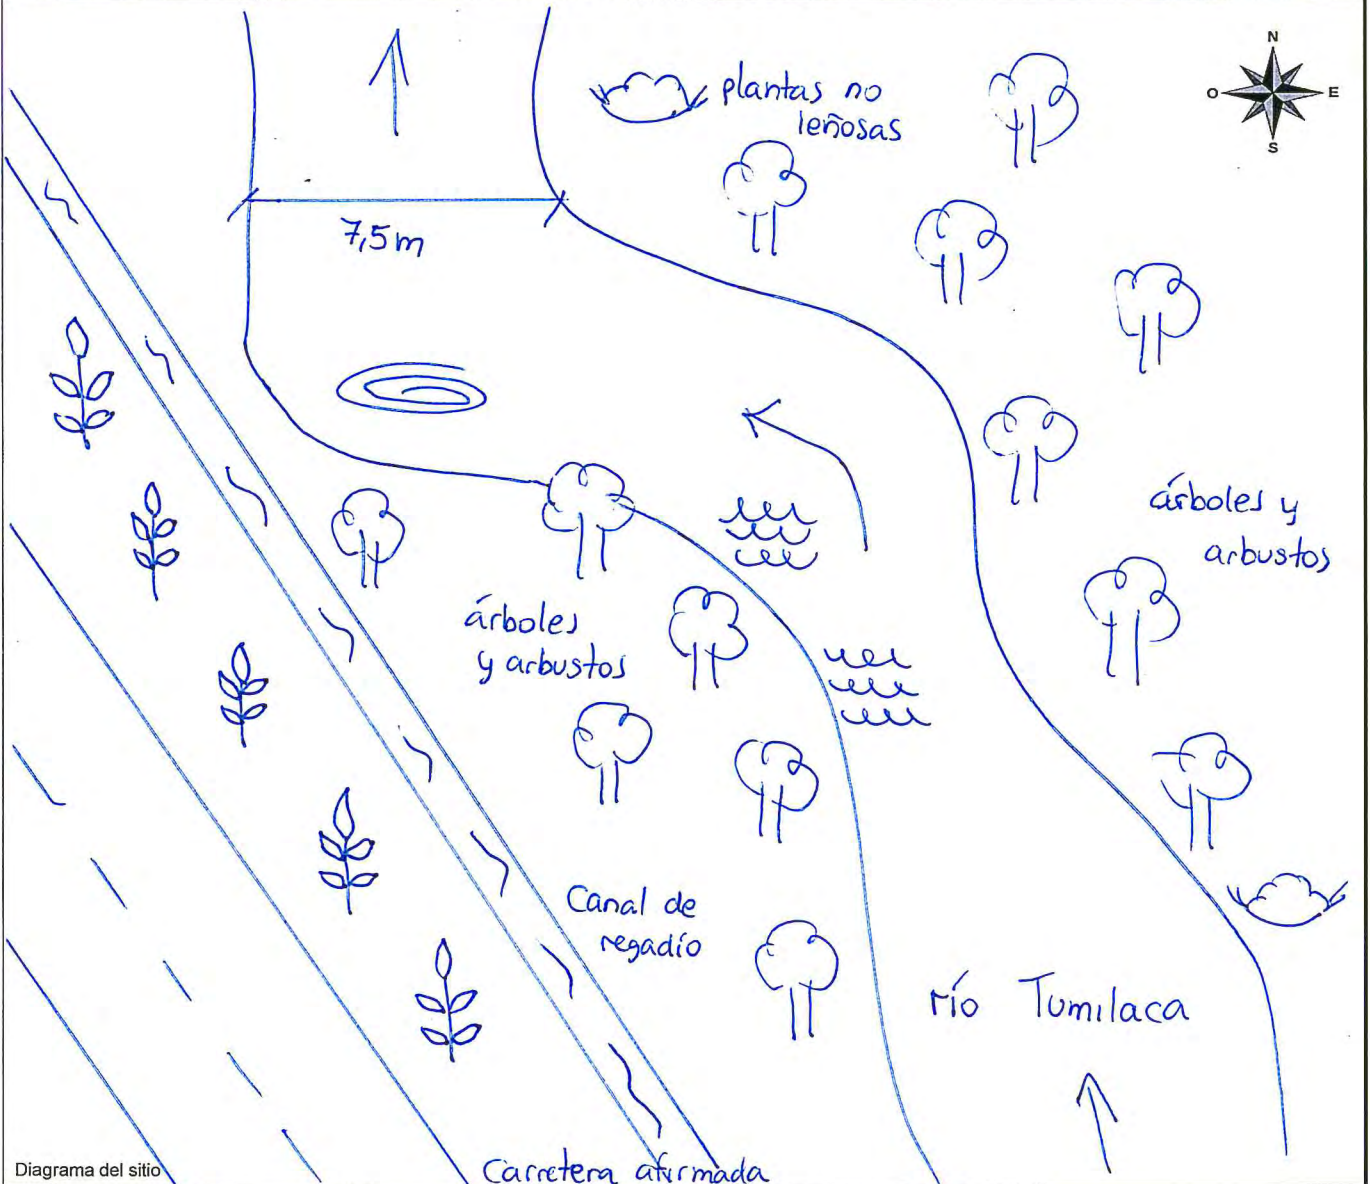 N
O E
S
plantas no
leñosas
7,5m
árboles y
arbustos
árboles
y arbustos
Canal de
regadío
río Tumilaca
Carretera afirmada
Diagrama del sitio